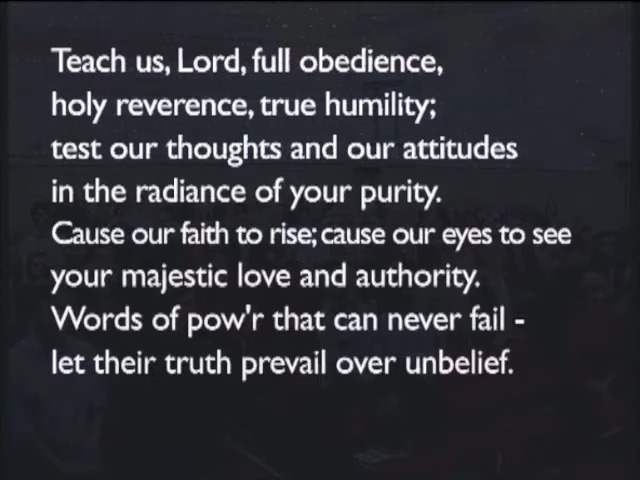 Teach us, Lord, full obedience,
holy reverence, true humility;
test our thoughts and our attitudes
in the radiance of your purity.
Cause our faith to rise; cause our eyes to see
your majestic love and authority.
Words of pow'r that can never fail -
let their truth prevail over unbelief.